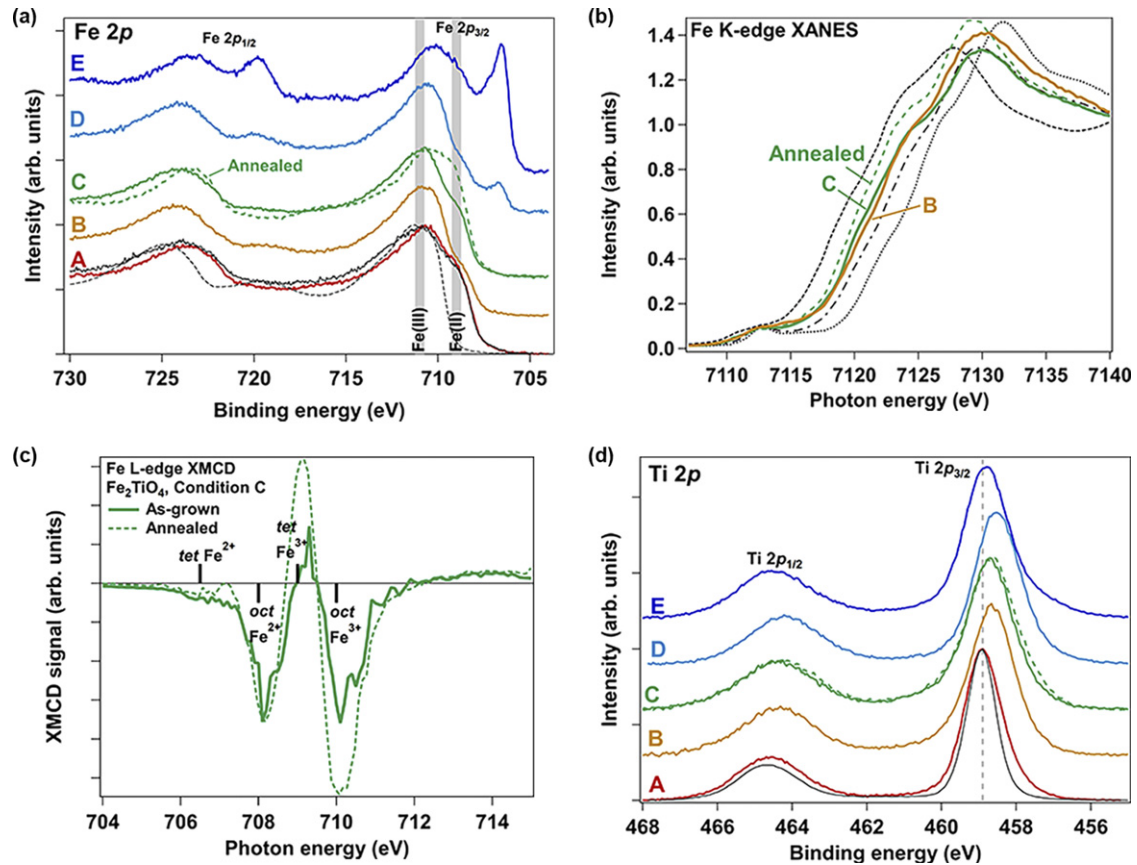 (a)
Fe 2p
Fe 2p1/2
Fe 2p3/2
E
D
Annealed
C
B
A
Fe(III)
Fe(II)
Intensity (arb. units)
730 725 720 715 710 705
Binding energy (eV)
(b)
Fe K-edge XANES
1.4
1.2
1.0
0.8
0.6
0.4
0.2
0.0
Annealed
C
B
Intensity (arb. units)
7110 7115 7120 7125 7130 7135 7140
Photon energy (eV)
(c)
Fe L-edge XMCD
Fe2TiO4, Condition C
As-grown
Annealed
tet Fe2+
tet
Fe3+
oct
Fe2+
oct
Fe3+
XMCD signal (arb. units)
704 706 708 710 712 714
Photon energy (eV)
(d)
Ti 2p
Ti 2p3/2
Ti 2p1/2
E
D
C
B
A
Intensity (arb. units)
468 466 464 462 460 458 456
Binding energy (eV)